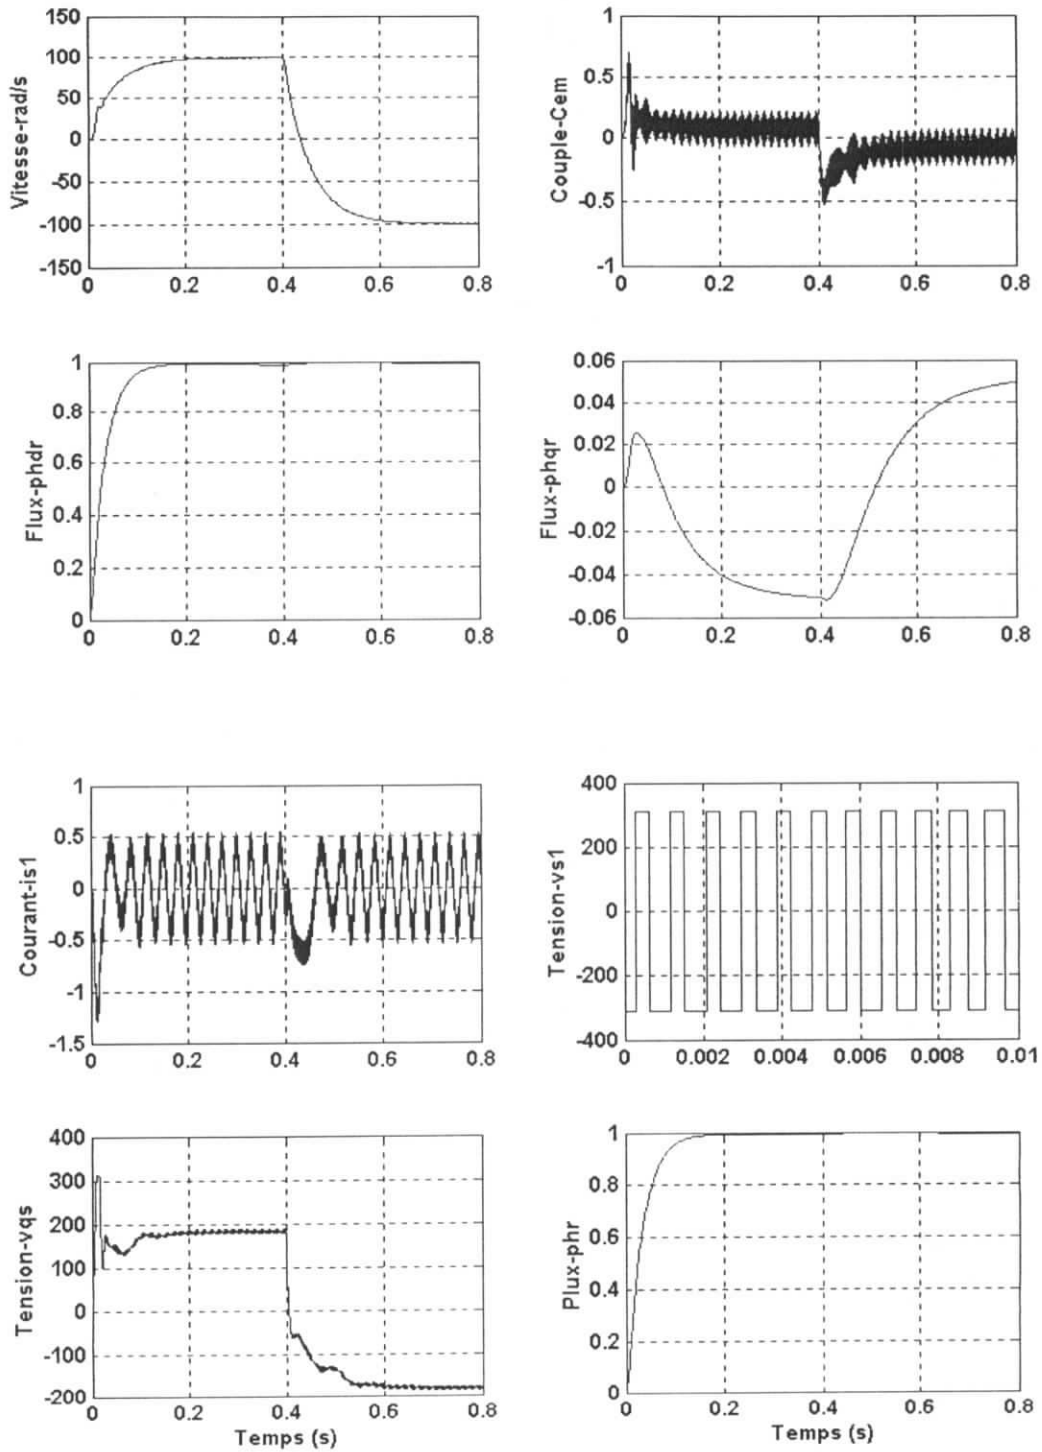 Vitesse-rad/s
150
100
50
0
-50
-100
-150
0 0.2 0.4 0.6 0.8
Couple-Cem
1
0.5
0
-0.5
-1
0 0.2 0.4 0.6 0.8
Flux-phdr
1
0.8
0.6
0.4
0.2
0
0 0.2 0.4 0.6 0.8
Flux-phqr
0.06
0.04
0.02
0
-0.02
-0.04
-0.06
0 0.2 0.4 0.6 0.8
Courant-is1
1
0.5
0
-0.5
-1
-1.5
0 0.2 0.4 0.6 0.8
Tension-vs1
400
200
0
-200
-400
0 0.002 0.004 0.006 0.008 0.01
Tension-vqs
400
300
200
100
0
-100
-200
0 0.2 0.4 0.6 0.8
Temps (s)
Plux-phr
1
0.8
0.6
0.4
0.2
0
0 0.2 0.4 0.6 0.8
Temps (s)